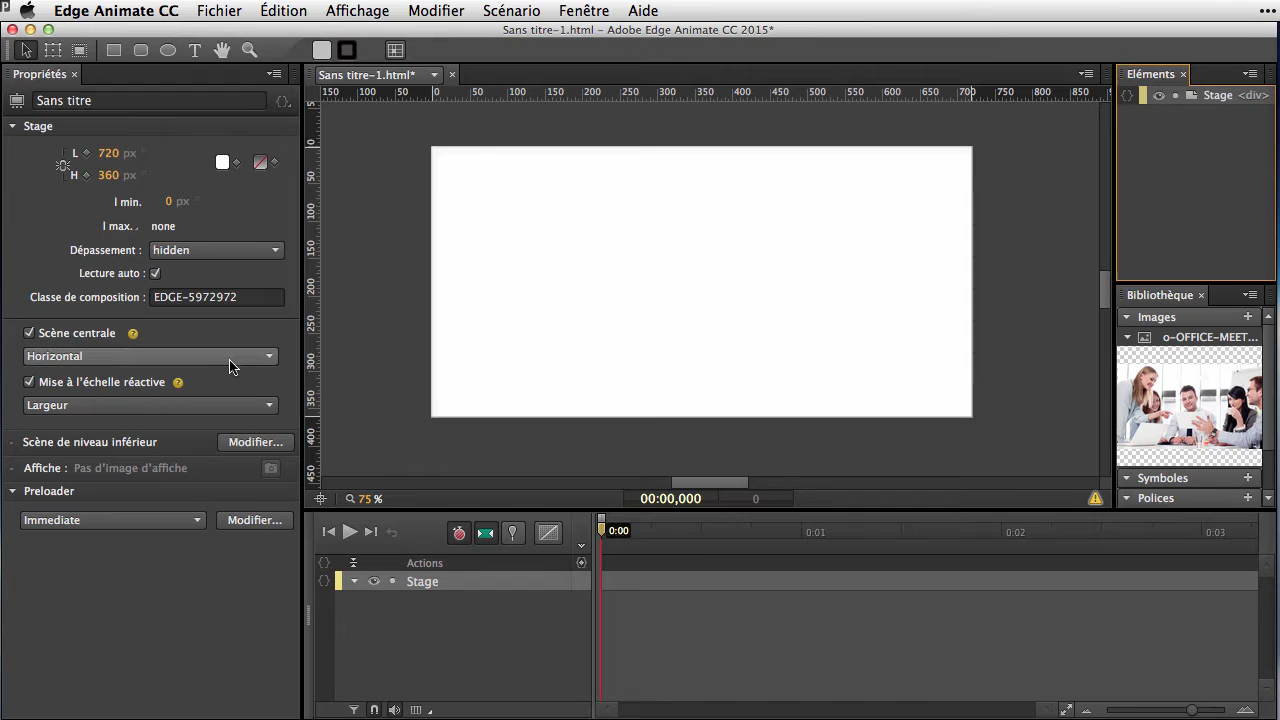 Edge Animate CC Fichier Édition Affichage Modifier Scénario Fenêtre Aide
Sans titre-1.html - Adobe Edge Animate CC 2015*
Propriétés
Sans titre-1.html*
Eléments
Sans titre
150 100 50 0 50 100 150 200 250 300 350 400 450 500 550 600 650 700 750 800 850
Stage <div>
Stage
L 720 px
H 360 px
l min. 0 px
l max. none
Dépassement : hidden
Lecture auto :
Classe de composition : EDGE-5972972
0 50 100 150 200 250 300 350 400 450
Bibliothèque
Images
o-OFFICE-MEET...
Scène centrale
Horizontal
Mise à l'échelle réactive
Largeur
Scène de niveau inférieur Modifier...
Affiche : Pas d'image d'affiche
Symboles
Polices
Preloader
Immediate Modifier...
75 % 00:00,000 0
0:00 0:01 0:02 0:03
Actions
Stage